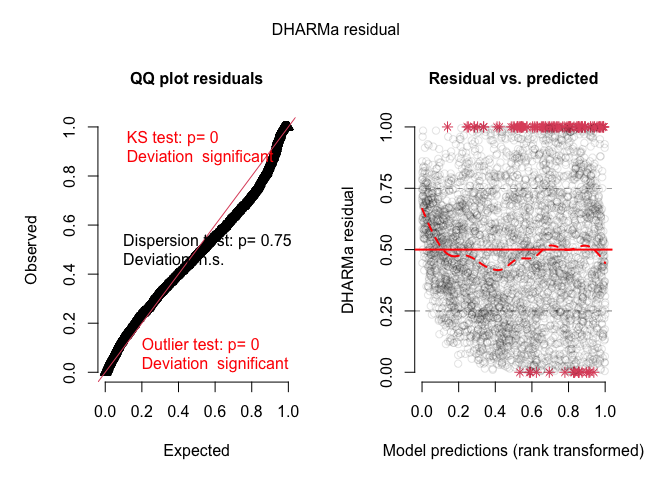 DHARMa residual
QQ plot residuals
Residual vs. predicted
KS test: p= 0
Deviation significant
Dispersion test: p= 0.75
Deviation n.s.
Outlier test: p= 0
Deviation significant
Observed
0.0 0.2 0.4 0.6 0.8 1.0
0.0 0.2 0.4 0.6 0.8 1.0
Expected
DHARMa residual
0.00 0.25 0.50 0.75 1.00
0.0 0.2 0.4 0.6 0.8 1.0
Model predictions (rank transformed)